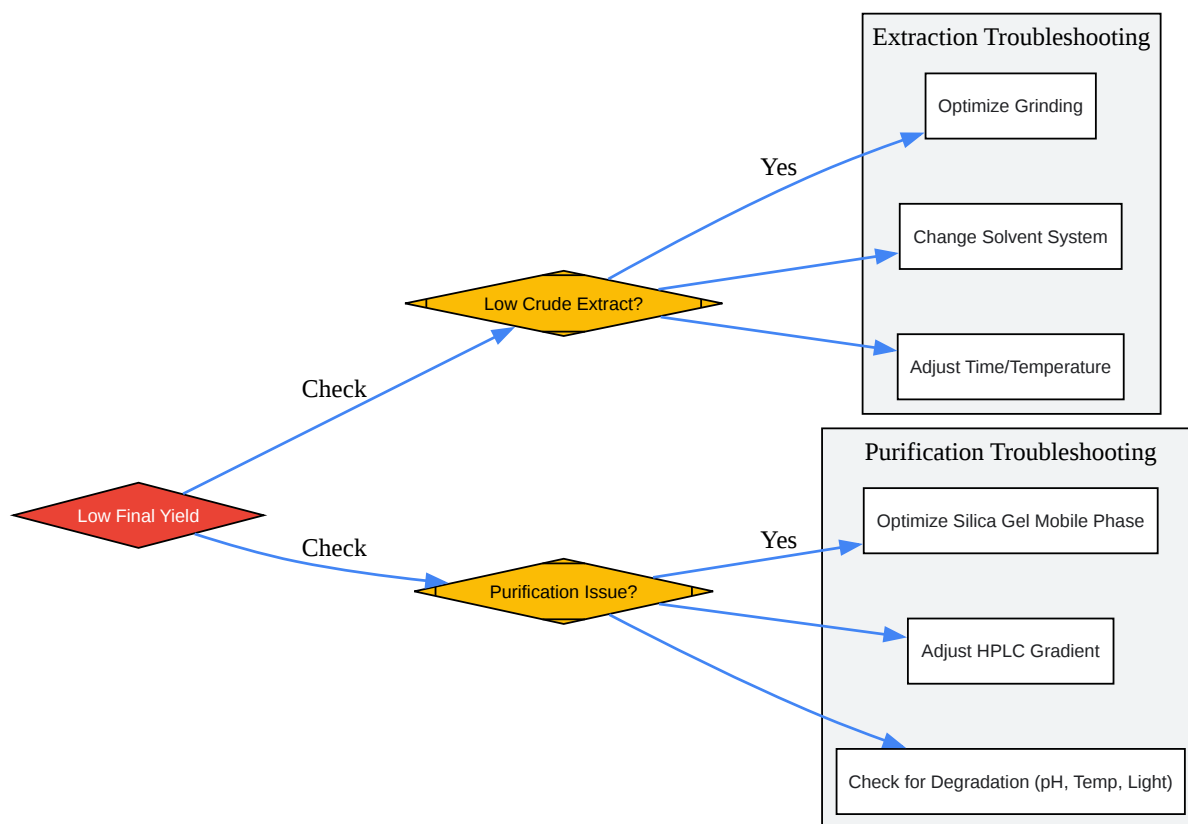 Extraction Troubleshooting
Optimize Grinding
Yes
Change Solvent System
Low Crude Extract?
Adjust Time/Temperature
Check
Purification Troubleshooting
Optimize Silica Gel Mobile Phase
Low Final Yield
Yes
Check
Purification Issue?
Adjust HPLC Gradient
Check for Degradation (pH, Temp, Light)